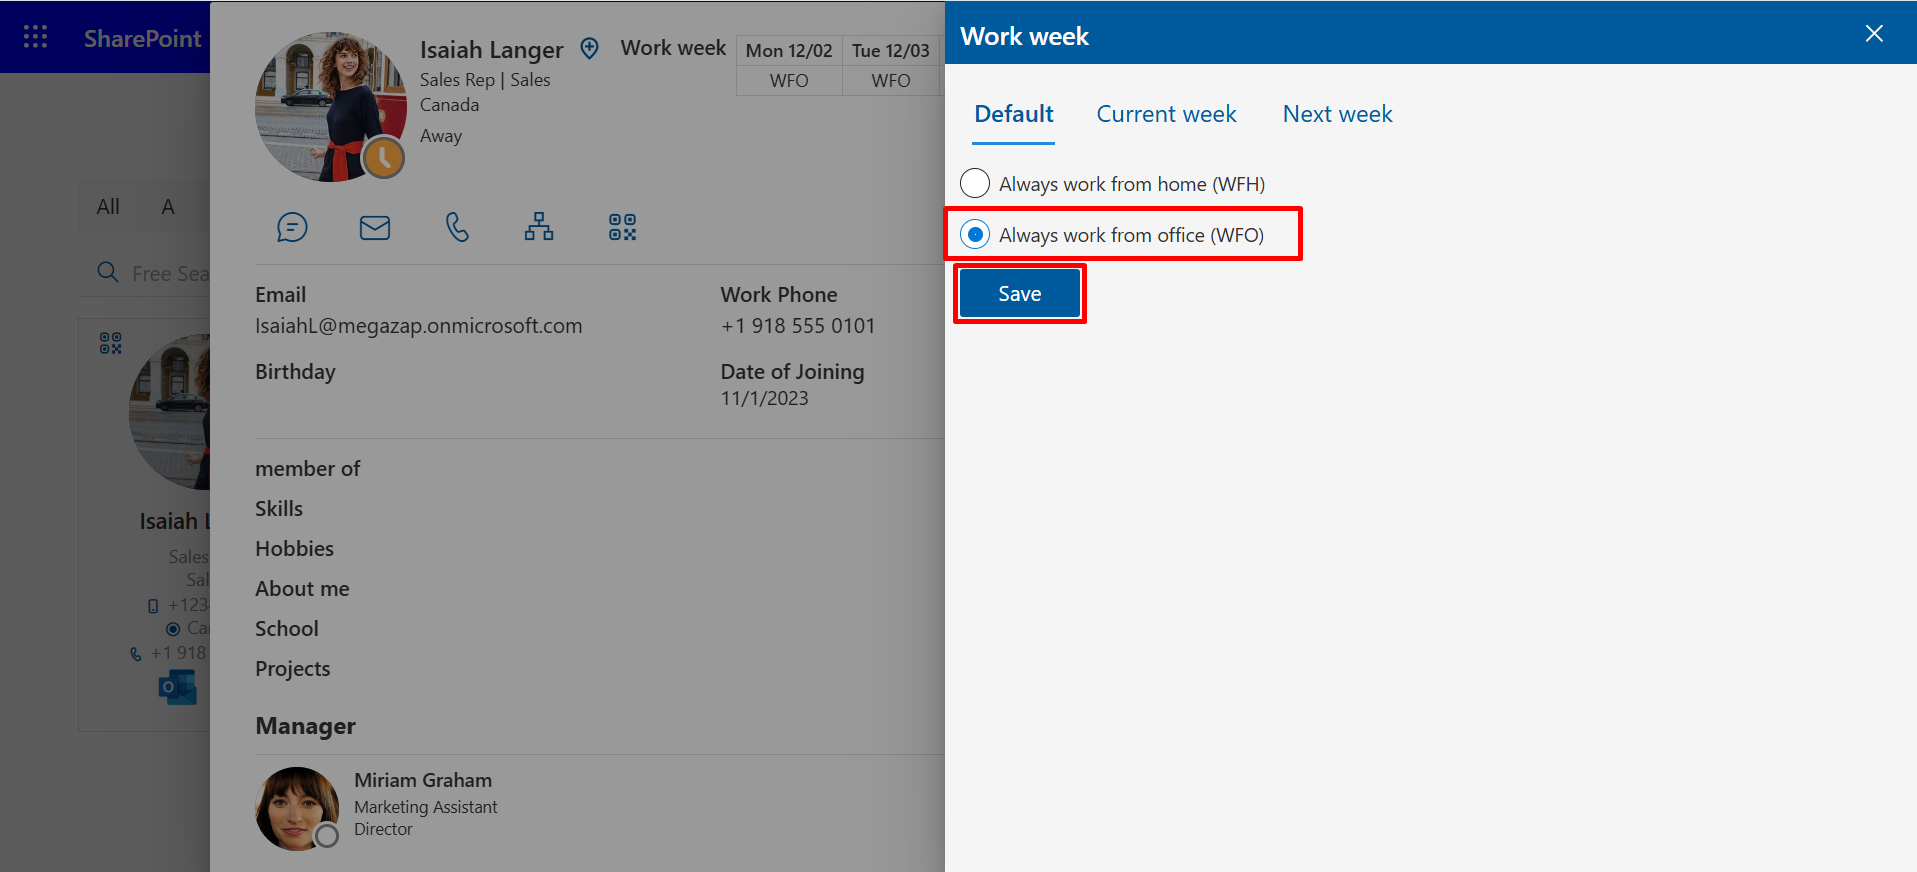 SharePoint
All A
Free Sea
Isaiah L
Sales
Sal
+123
Ca
+1 918
Isaiah Langer
Sales Rep | Sales
Canada
Away
Work week
Mon 12/02 Tue 12/03
WFO WFO
Email
IsaiahL@megazap.onmicrosoft.com
Work Phone
+1 918 555 0101
Birthday
Date of Joining
11/1/2023
member of
Skills
Hobbies
About me
School
Projects
Manager
Miriam Graham
Marketing Assistant
Director
Work week
Default Current week Next week
Always work from home (WFH)
Always work from office (WFO)
Save